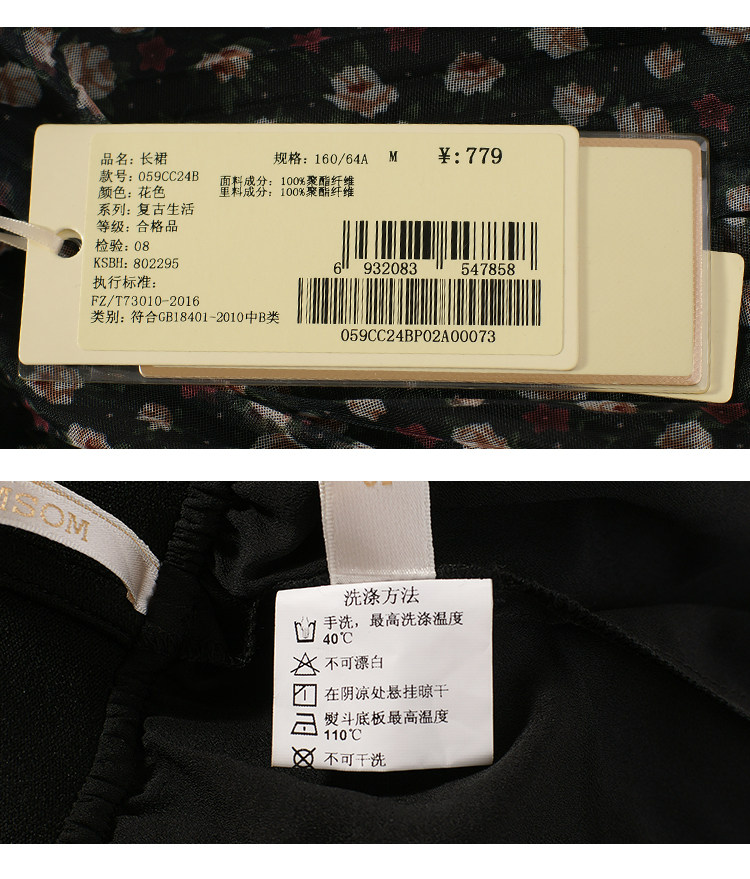 品名: 长裙 规格: 160/64A M ¥:779
款号: 059CC24B 面料成分: 100%聚酯纤维
颜色: 花色 里料成分: 100%聚酯纤维
系列: 复古生活
等级: 合格品
检验: 08
KSBH: 802295
6 932083 547858
执行标准:
FZ/T73010-2016
类别: 符合GB18401-2010中B类
059CC24BP02A00073
洗涤方法
手洗，最高洗涤温度
40℃
不可漂白
在阴凉处悬挂晾干
熨斗底板最高温度
110℃
不可干洗